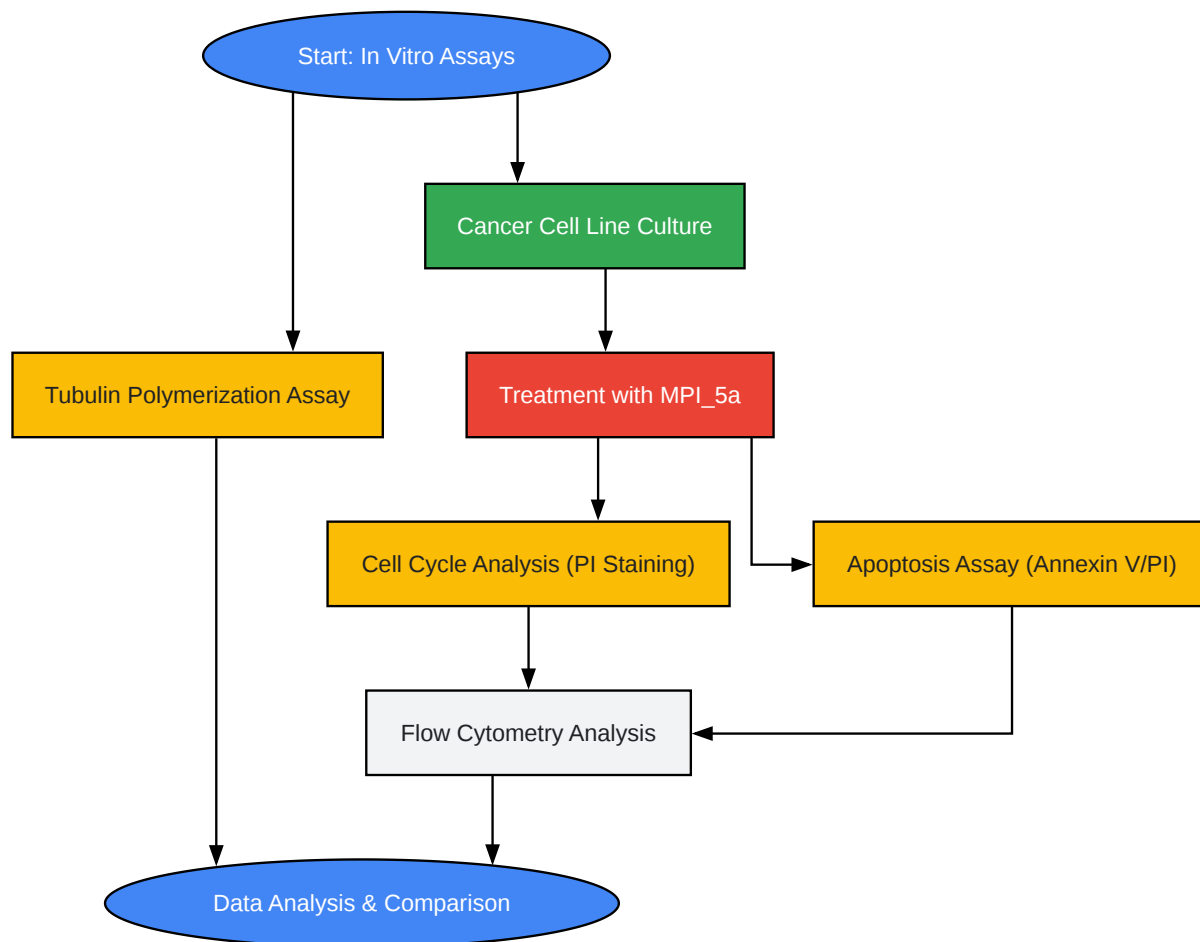 Start: In Vitro Assays
Cancer Cell Line Culture
Tubulin Polymerization Assay
Treatment with MPI_5a
Cell Cycle Analysis (PI Staining)
Apoptosis Assay (Annexin V/PI)
Flow Cytometry Analysis
Data Analysis & Comparison